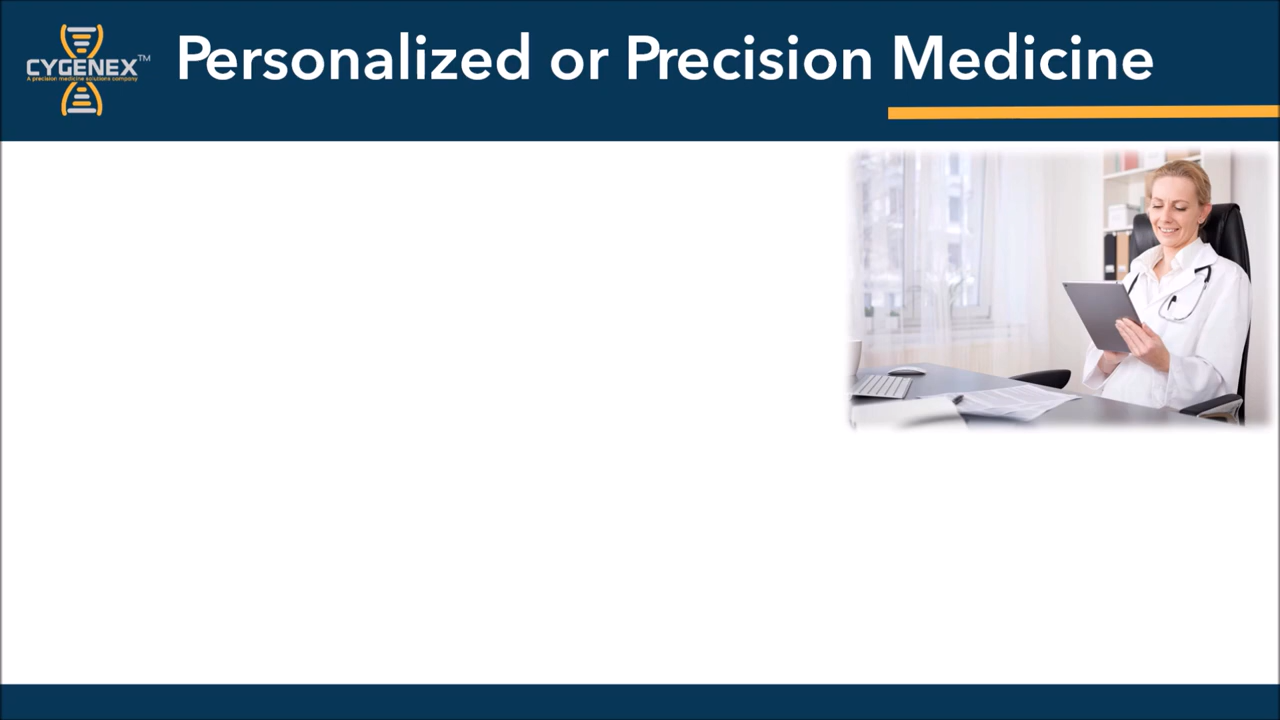 Personalized or Precision Medicine
CYGENEX™
A precision medicine solutions company